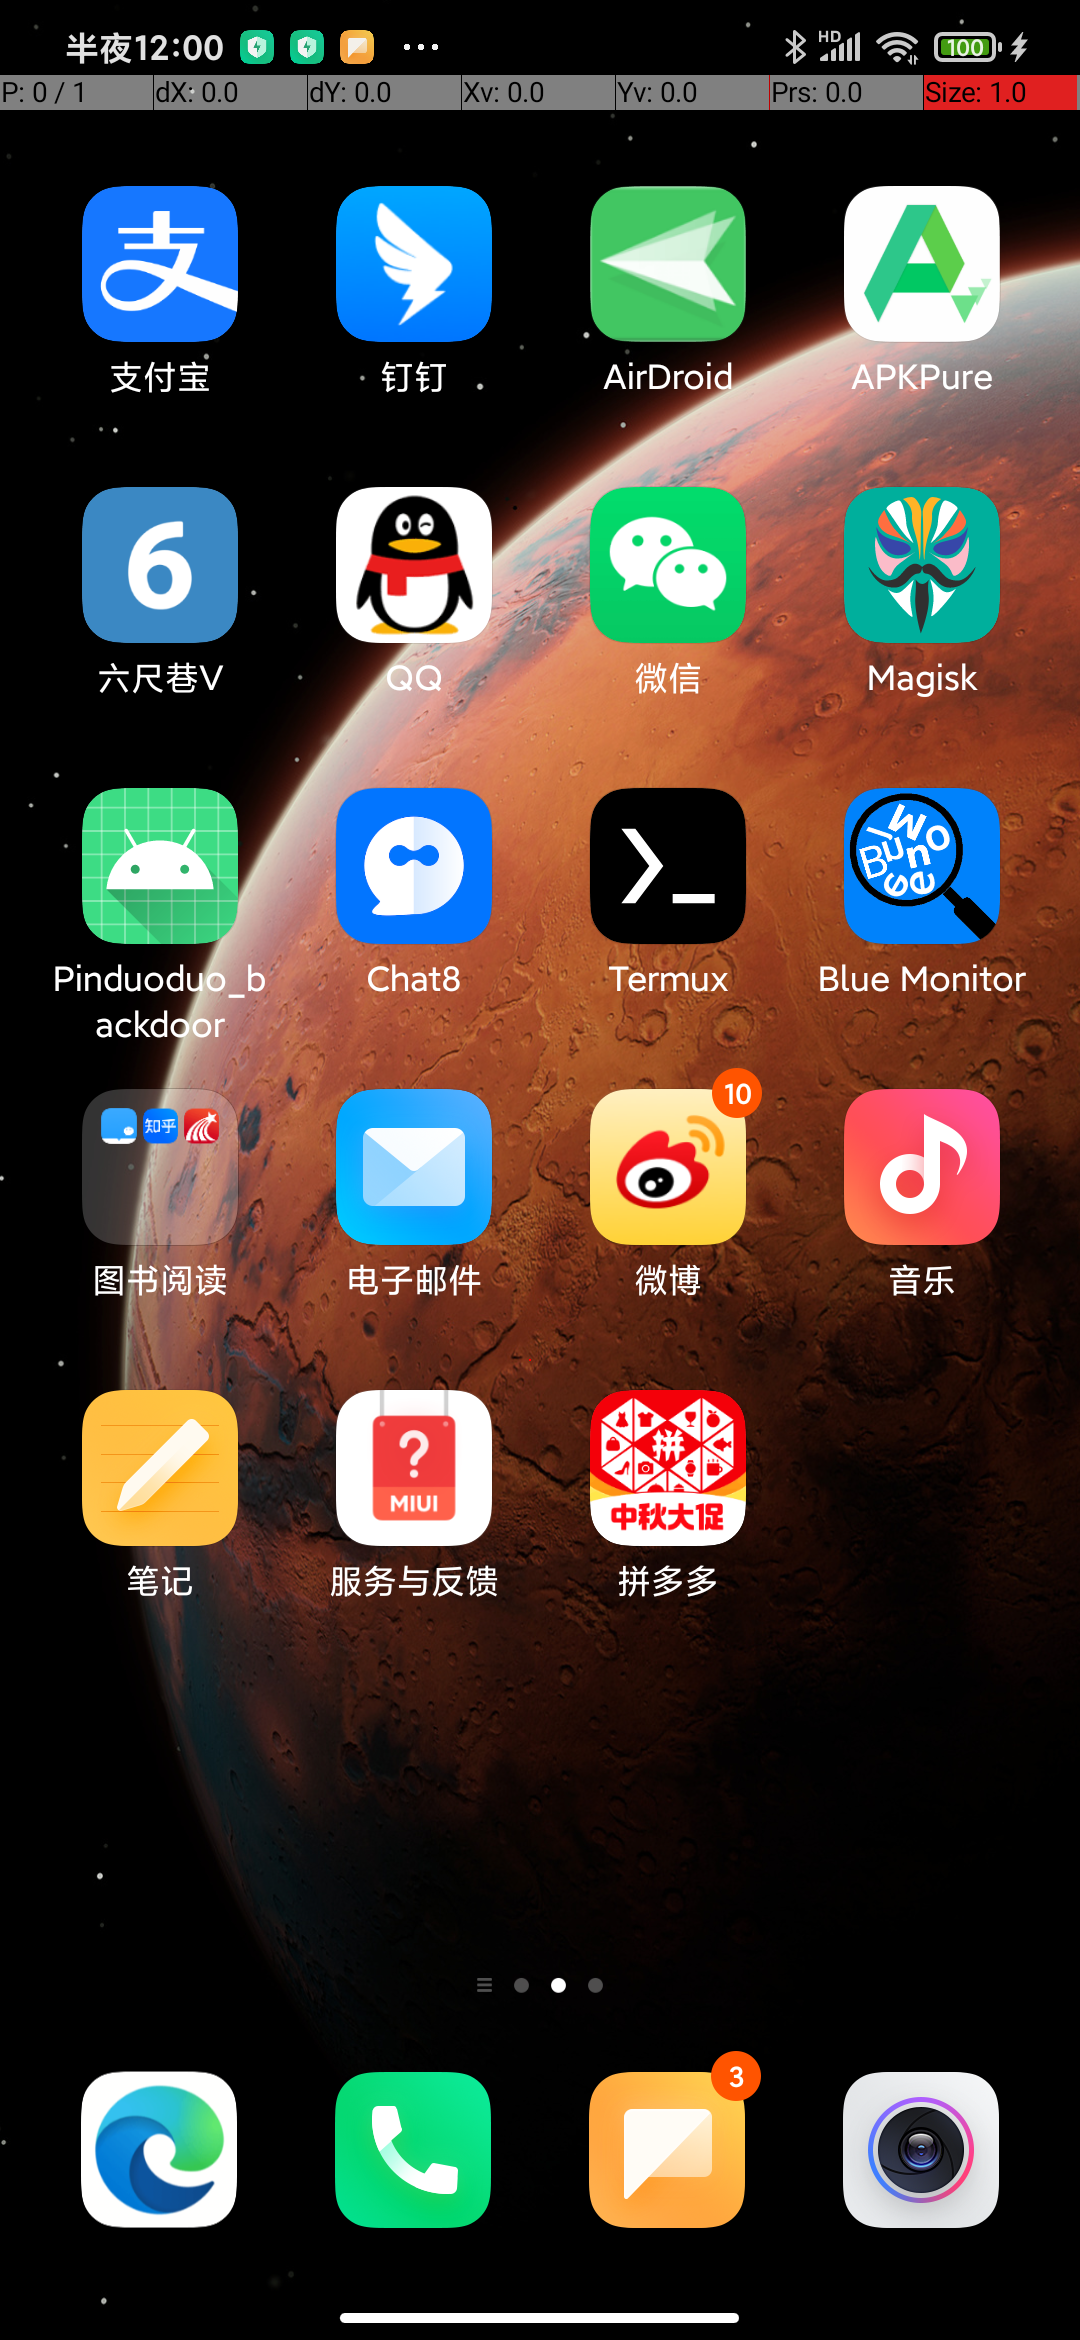 半夜12:00 HD 100
P: 0 / 1 dX: 0.0 dY: 0.0 Xv: 0.0 Yv: 0.0 Prs: 0.0 Size: 1.0
支
支付宝 钉钉 AirDroid APKPure
6
六尺巷V QQ 微信 Magisk
Blue Monitor
Pinduoduo_b
ackdoor
Chat8 Termux
知乎
10
图书阅读 电子邮件 微博 音乐
?
MIUI
拼
中秋大促
笔记 服务与反馈 拼多多
3